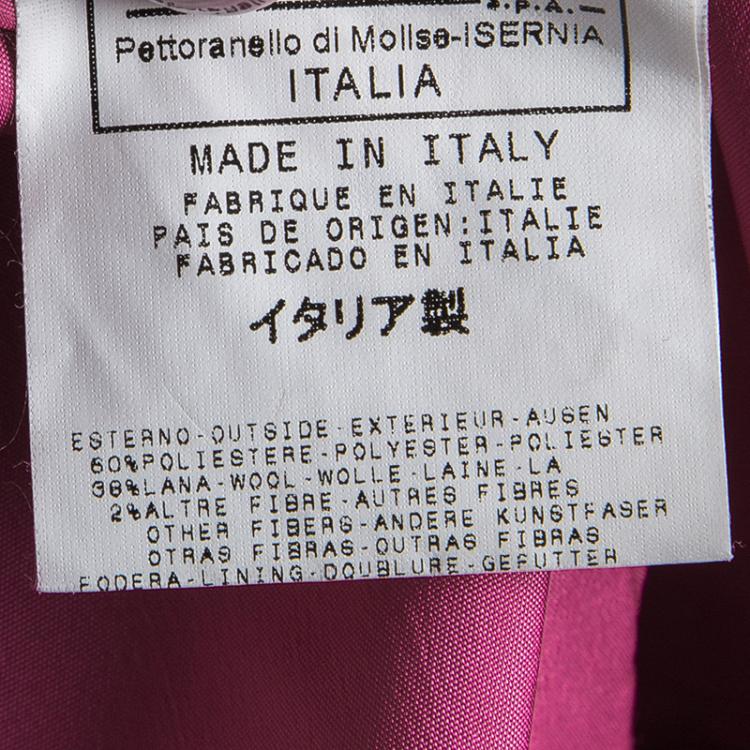 S.P.A.
Pettoranello di Molise-ISERNIA
ITALIA
MADE IN ITALY
FABRIQUE EN ITALIE
PAIS DE ORIGEN:ITALIE
FABRICADO EN ITALIA
イタリア製
ESTERNO-OUTSIDE-EXTERIEUR-AUSEN
60%POLIESTERE-POLYESTER-POLIESTER
38%LANA-WOOL-WOLLE-LAINE-LA
2%ALTRE FIBRE-AUTRES FIBRES
OTHER FIBERS-ANDERE KUNSTFASER
OTRAS FIBRAS-OUTRAS FIBRAS
FODERA-LINING-DOUBLURE-GEFUTTER